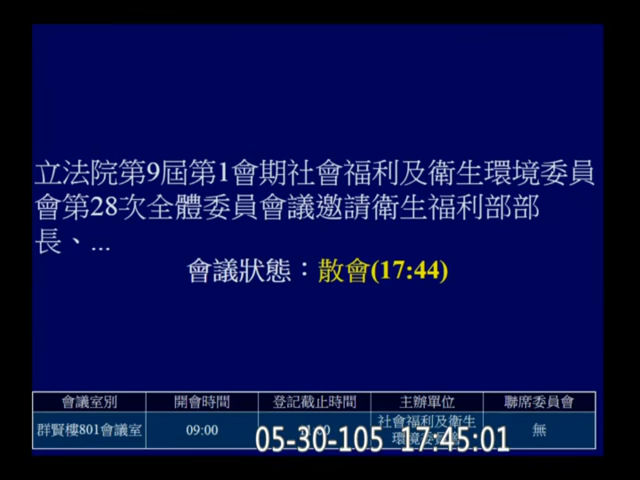 立法院第9屆第1會期社會福利及衛生環境委員
會第28次全體委員會議邀請衛生福利部部
長、...
會議狀態：散會(17:44)
會議室別 開會時間 登記截止時間 主辦單位 聯席委員會
群賢樓801會議室 09:00 社會福利及衛生 無
05-30-105 17:45:01